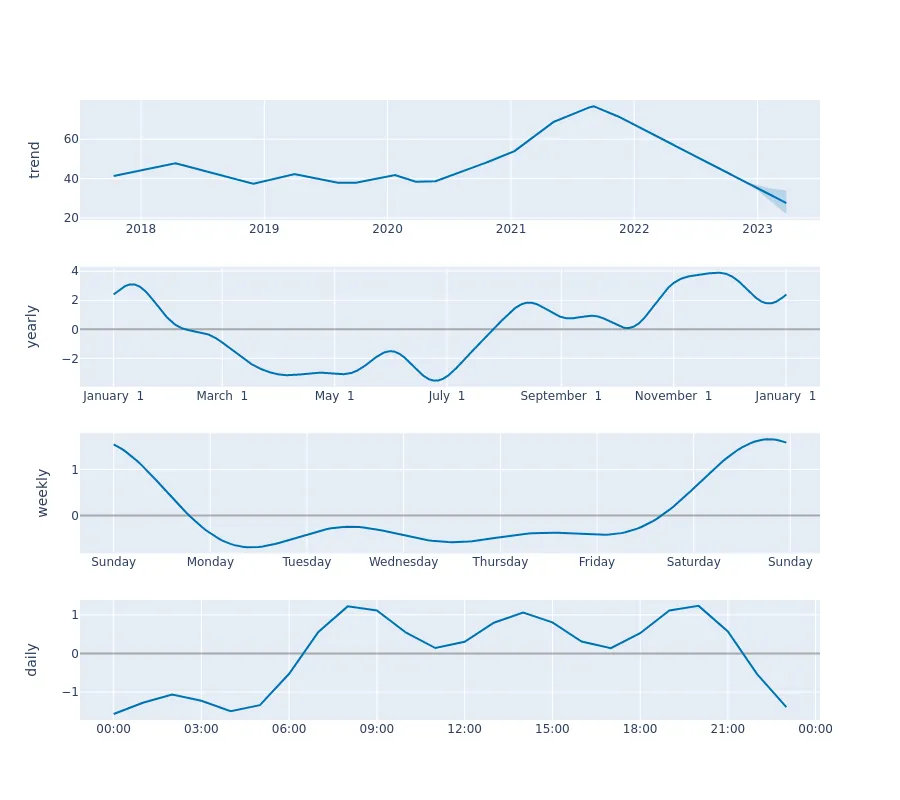 trend
60
40
20
2018 2019 2020 2021 2022 2023
yearly
4
2
0
−2
January 1 March 1 May 1 July 1 September 1 November 1 January 1
weekly
1
0
Sunday Monday Tuesday Wednesday Thursday Friday Saturday Sunday
daily
1
0
−1
00:00 03:00 06:00 09:00 12:00 15:00 18:00 21:00 00:00